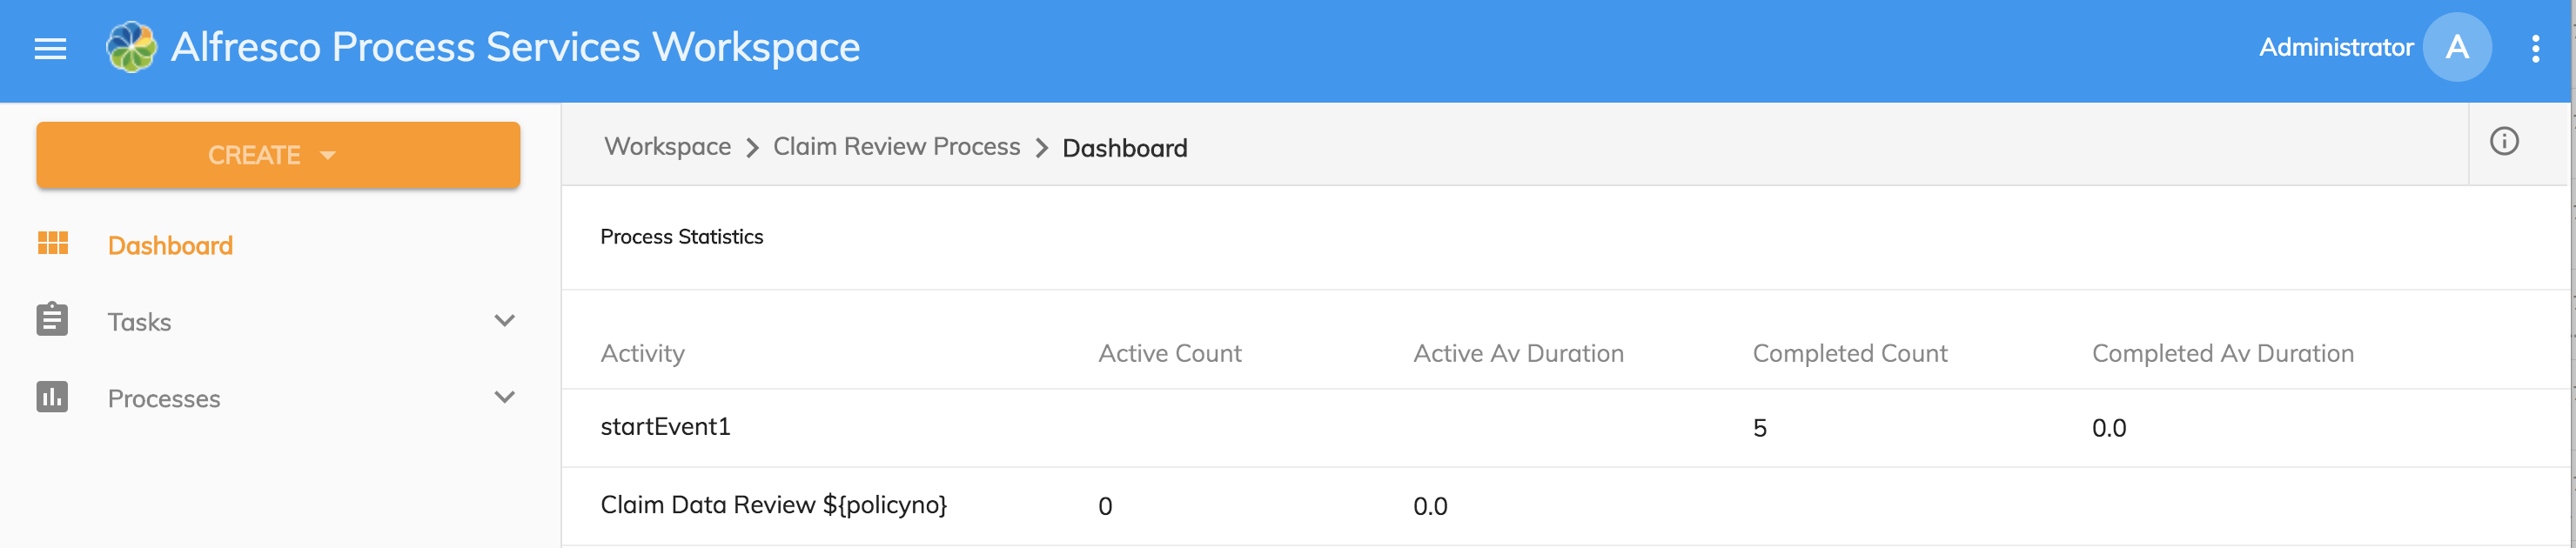 Alfresco Process Services Workspace
Administrator A
CREATE
Workspace > Claim Review Process > Dashboard
Process Statistics
Dashboard
Tasks
Processes
Activity Active Count Active Av Duration Completed Count Completed Av Duration
startEvent1 5 0.0
Claim Data Review ${policyno} 0 0.0